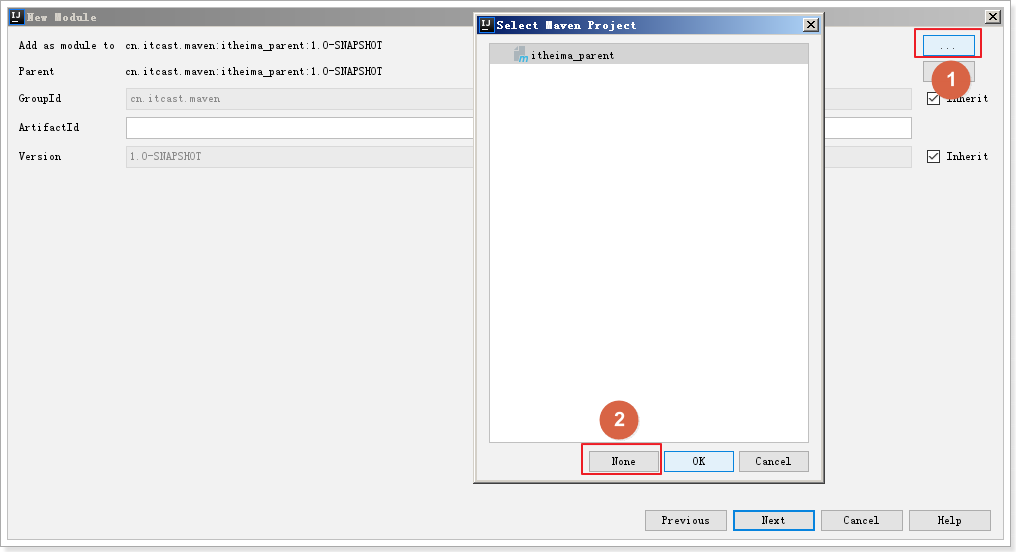 New Module
Add as module to cn.itcast.maven:itheima_parent:1.0-SNAPSHOT
...
Parent cn.itcast.maven:itheima_parent:1.0-SNAPSHOT
1
GroupId cn.itcast.maven
Inherit
ArtifactId
Version 1.0-SNAPSHOT
Inherit
Select Maven Project
itheima_parent
2
None OK Cancel
Previous Next Cancel Help